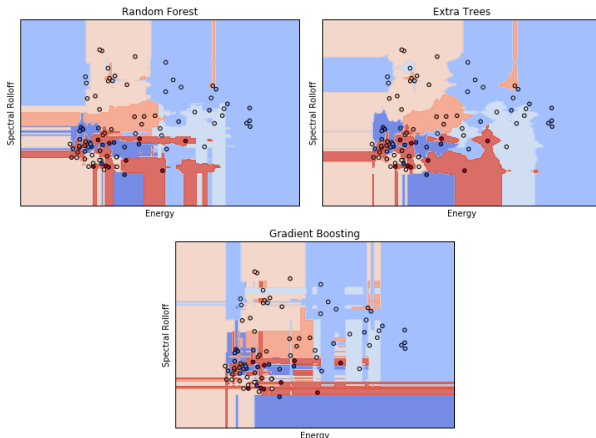 Random Forest
Extra Trees
Spectral Rolloff
Energy
Spectral Rolloff
Energy
Gradient Boosting
Spectral Rolloff
Energy